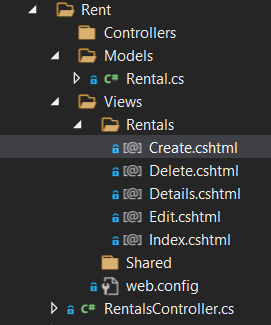 Rent
Controllers
Models
C# Rental.cs
Views
Rentals
[@] Create.cshtml
[@] Delete.cshtml
[@] Details.cshtml
[@] Edit.cshtml
[@] Index.cshtml
Shared
web.config
C# RentalsController.cs